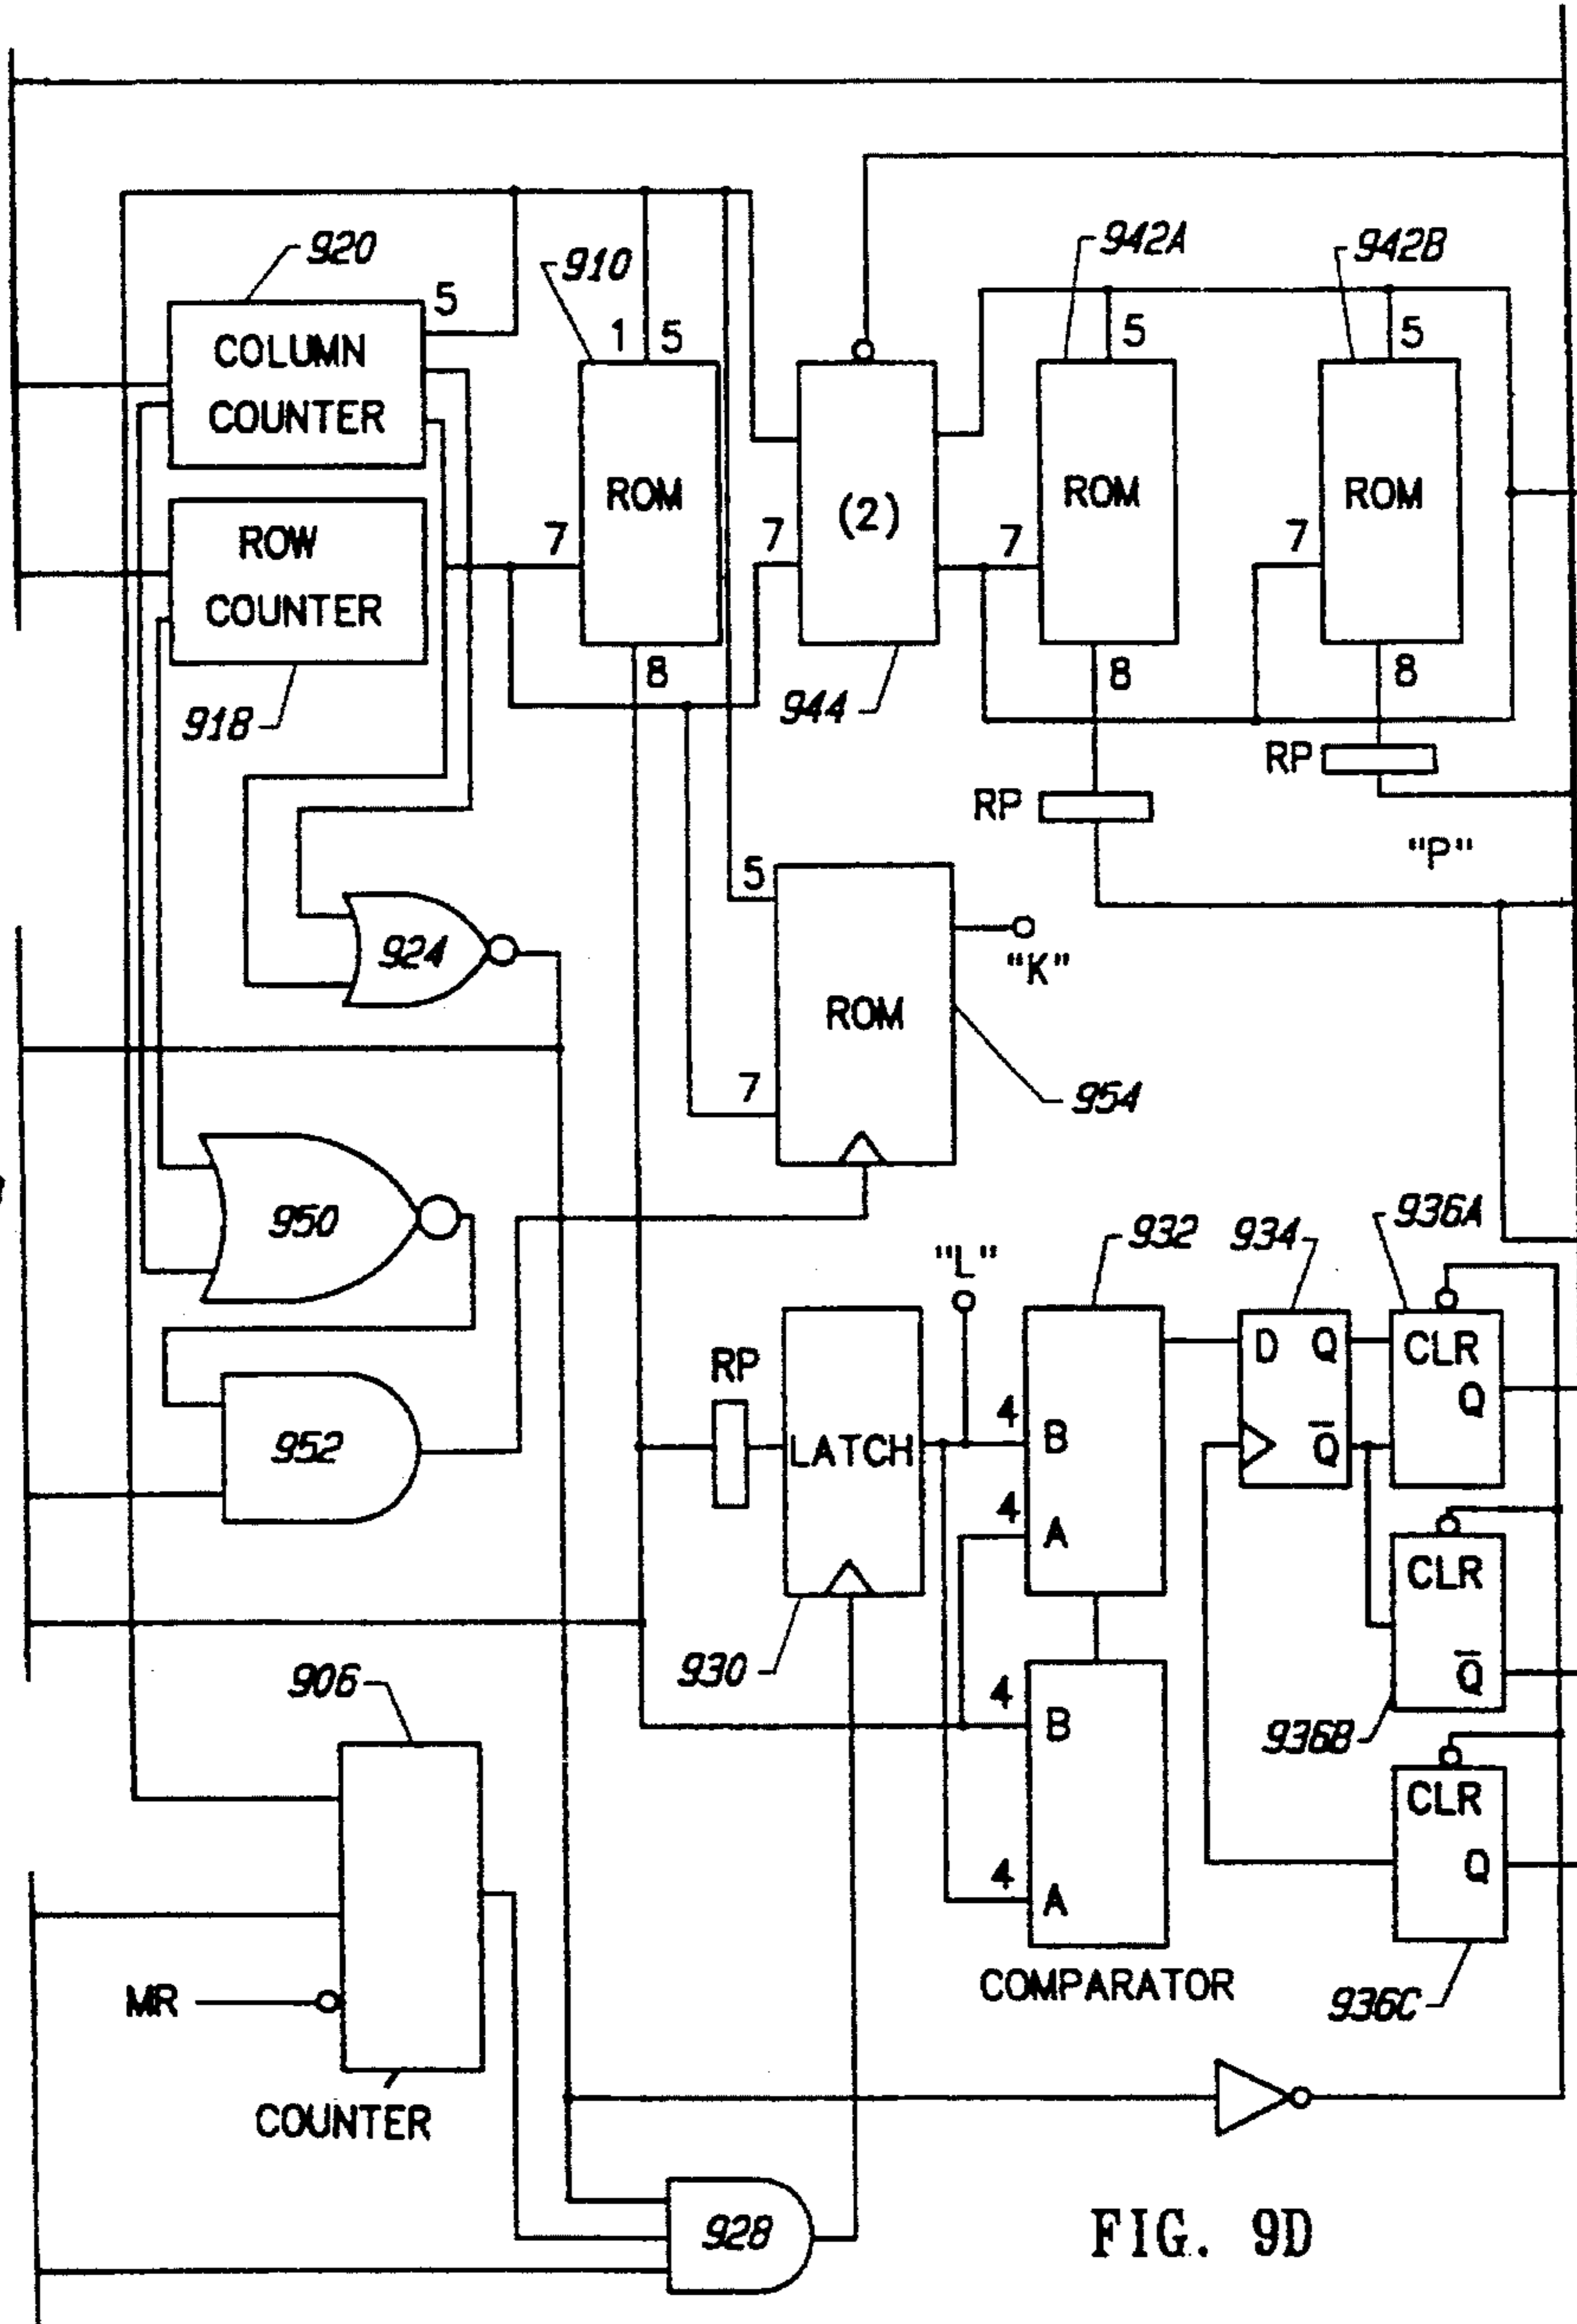 920
5
COLUMN
COUNTER
910
1 5
ROM
7
8
942A
942B
5
5
(2)
7
944
ROM
7
8
ROM
7
8
ROW
COUNTER
918
RP
RP
"P"
924
5
ROM
"K"
7
954
950
952
"L"
932
934
936A
RP
LATCH
930
4
B
4
A
D Q
Q̅
CLR
Q
CLR
Q̅
936B
906
4
B
4
A
CLR
Q
936C
COMPARATOR
MR
COUNTER
928
FIG. 9D